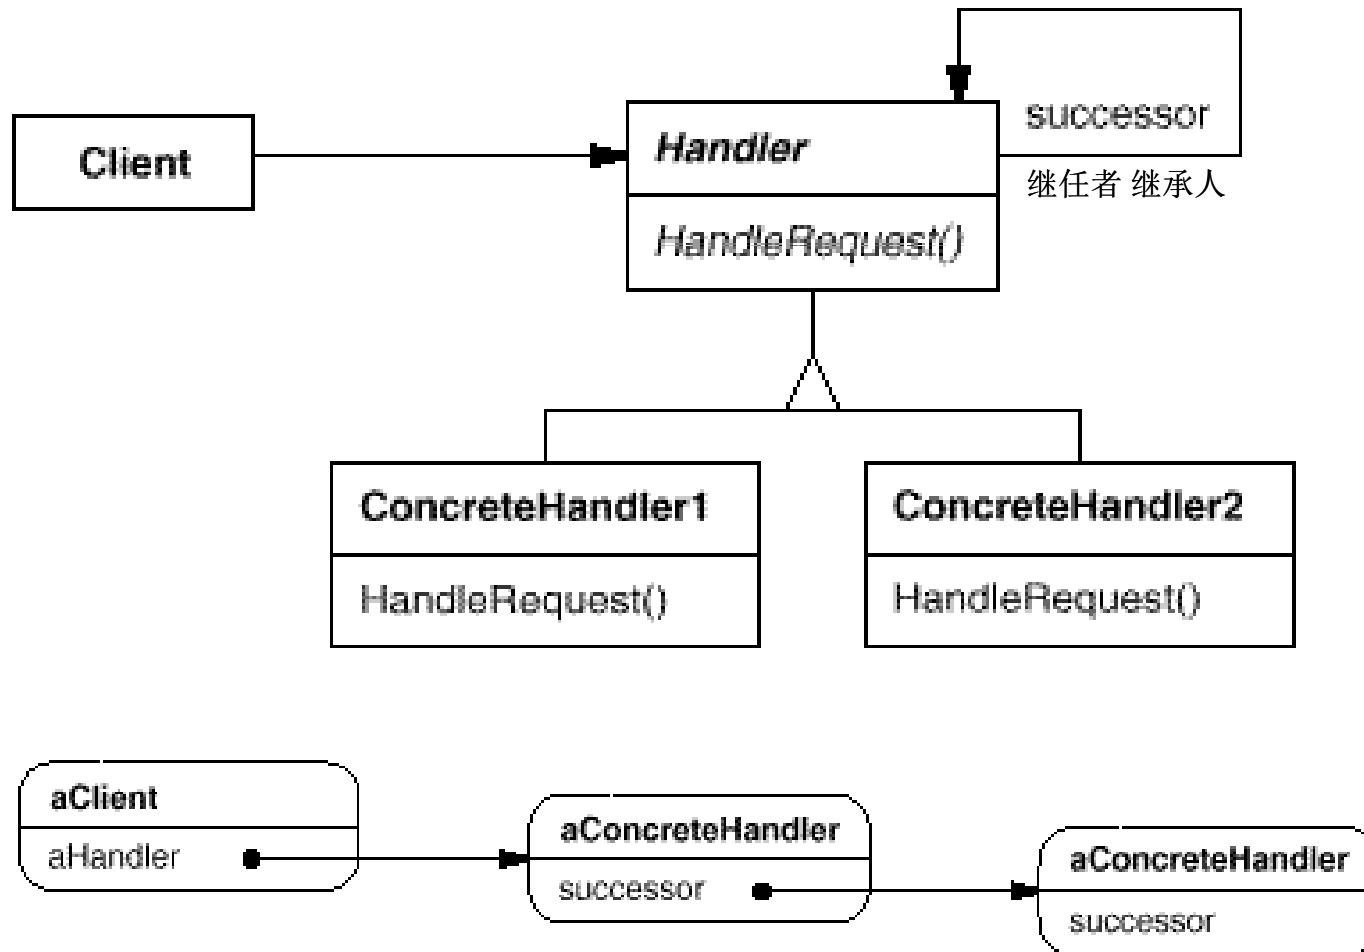 successor
Client
Handler
继任者 继承人
HandleRequest()
ConcreteHandler1
ConcreteHandler2
HandleRequest()
HandleRequest()
aClient
aHandler
aConcreteHandler
successor
aConcreteHandler
successor